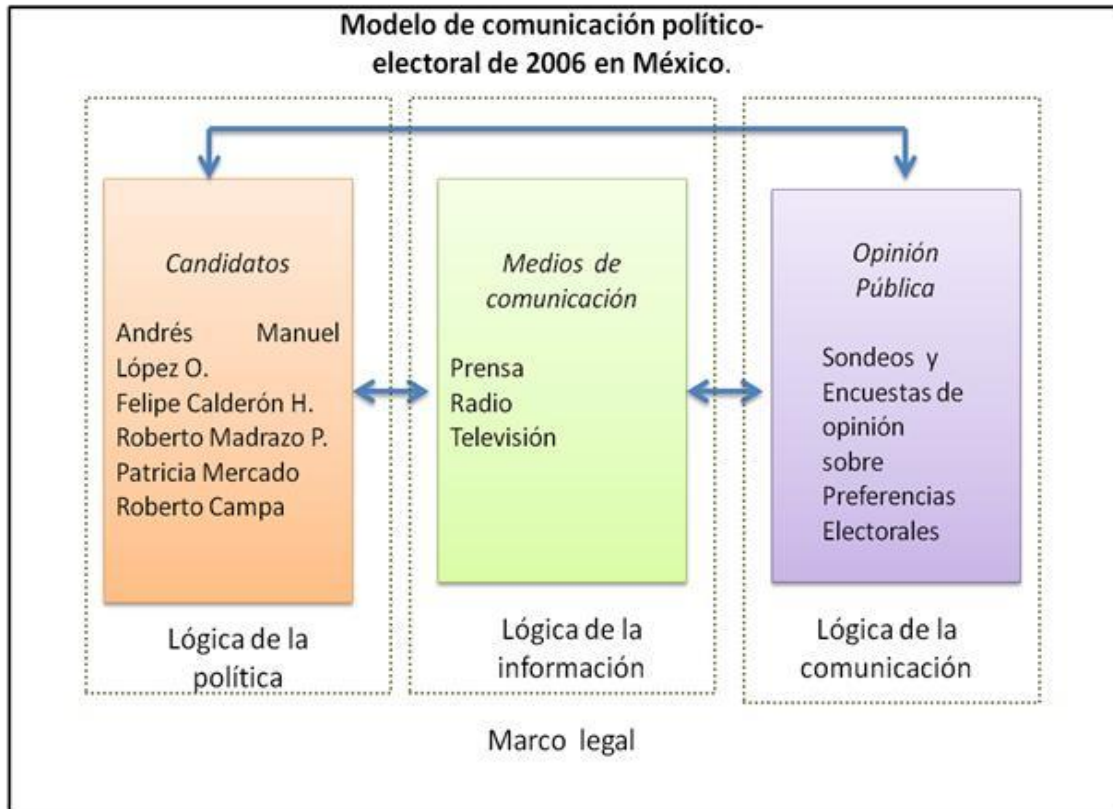 Modelo de comunicación político-
electoral de 2006 en México.
Candidatos
Andrés Manuel
López O.
Felipe Calderón H.
Roberto Madrazo P.
Patricia Mercado
Roberto Campa
Lógica de la
política
Medios de
comunicación
Prensa
Radio
Televisión
Lógica de la
información
Opinión
Pública
Sondeos y
Encuestas de
opinión
sobre
Preferencias
Electorales
Lógica de la
comunicación
Marco legal